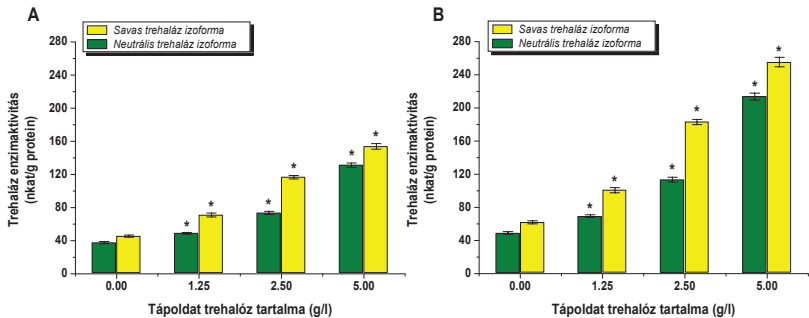 A
Savas trehaláz izoforma
Neutrális trehaláz izoforma
Trehaláz enzimaktivitás
(nkat/g protein)
280
240
200
160
120
80
40
0
* * * * * *
0.00 1.25 2.50 5.00
Tápoldat trehalóz tartalma (g/l)
B
Savas trehaláz izoforma
Neutrális trehaláz izoforma
Trehaláz enzimaktivitás
(nkat/g protein)
280
240
200
160
120
80
40
0
* * * * * *
0.00 1.25 2.50 5.00
Tápoldat trehalóz tartalma (g/l)